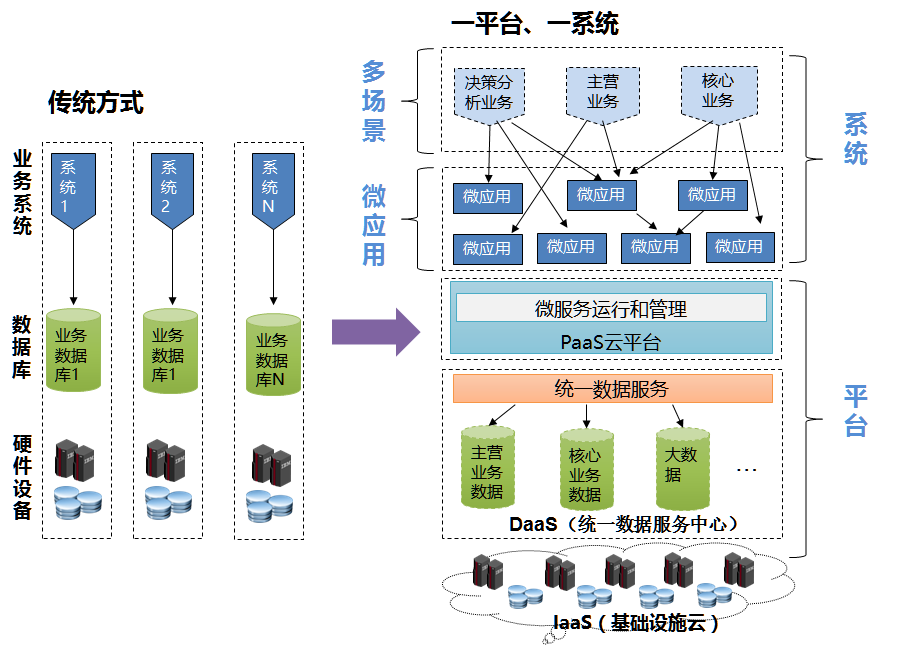 一平台、一系统
传统方式
业务系统
系统1
系统2
系统N
数据库
业务数据库1
业务数据库1
业务数据库N
硬件设备
多场景
决策分析业务
主营业务
核心业务
系统
微应用
微应用
微应用
微应用
微应用
微应用
微应用
微应用
微服务运行和管理
PaaS云平台
平台
统一数据服务
主营业务数据
核心业务数据
大数据
...
DaaS（统一数据服务中心）
IaaS（基础设施云）